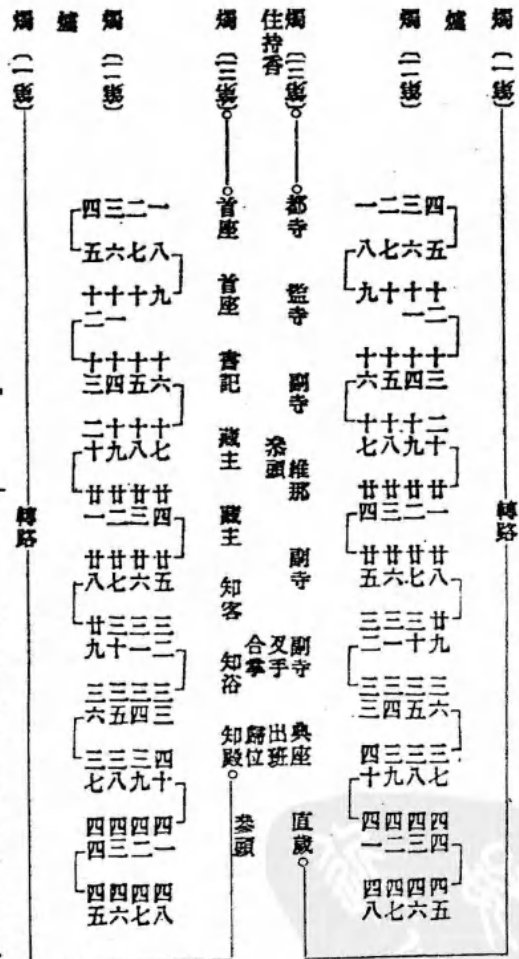 燭（第一） 轉路
爐
燭（第二）
四 五 十二 十三 二十 廿一 廿八 廿九 三六 三七 四四 四五
三 六 十一 十四 十九 廿二 廿七 三十 三五 三八 四三 四六
二 七 十 十五 十八 廿三 廿六 三一 三四 三九 四二 四七
一 八 九 十六 十七 廿四 廿五 三二 三三 四十 四一 四八
燭（第三） 都寺 監寺 副寺 維那 副寺 副寺 典座 直歲
住持香 參頭 叉手 出班
合掌 歸位
參頭
燭（第三） 首座 首座 書記 藏主 藏主 知客 知浴 知殿
一 八 九 十六 十七 廿四 廿五 三二 三三 四十 四一 四八
二 七 十 十五 十八 廿三 廿六 三一 三四 三九 四二 四七
三 六 十一 十四 十九 廿二 廿七 三十 三五 三八 四三 四六
四 五 十二 十三 二十 廿一 廿八 廿九 三六 三七 四四 四五
燭（第二）
爐
燭（第一） 轉路